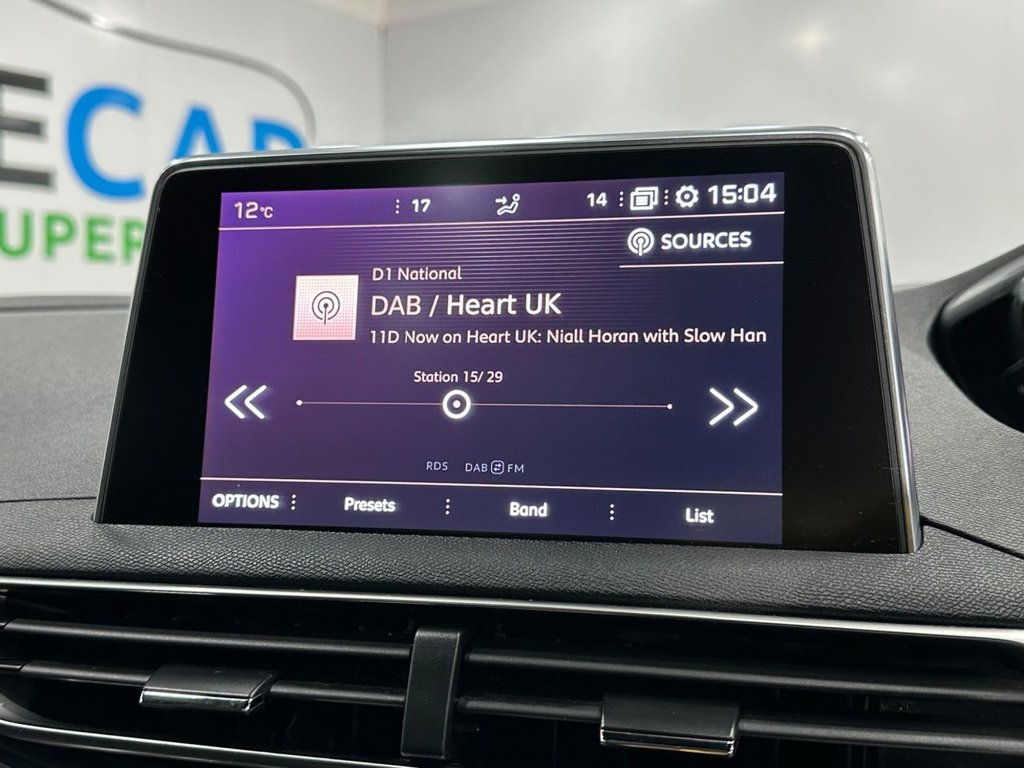 ECAR
SUPER
12°C
17
14
15:04
SOURCES
D1 National
DAB / Heart UK
11D Now on Heart UK: Niall Horan with Slow Han
Station 15/ 29
RDS DAB FM
OPTIONS Presets Band List